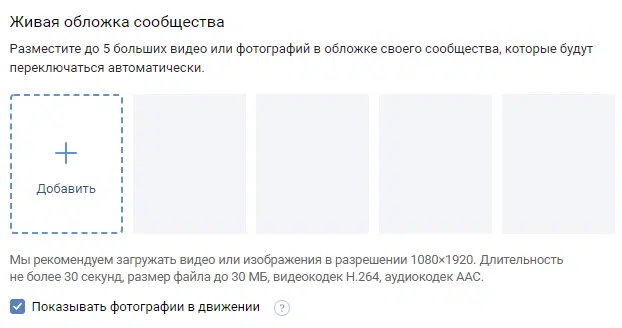 Живая обложка сообщества
Разместите до 5 больших видео или фотографий в обложке своего сообщества, которые будут
переключаться автоматически.
Добавить
Мы рекомендуем загружать видео или изображения в разрешении 1080×1920. Длительность
не более 30 секунд, размер файла до 30 МБ, видеокодек H.264, аудиокодек AAC.
Показывать фотографии в движении ?